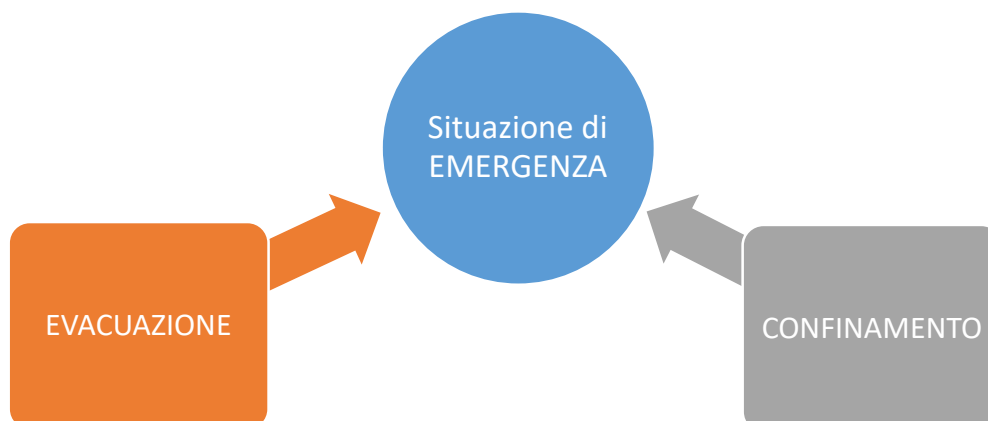 Situazione di
EMERGENZA
EVACUAZIONE
CONFINAMENTO